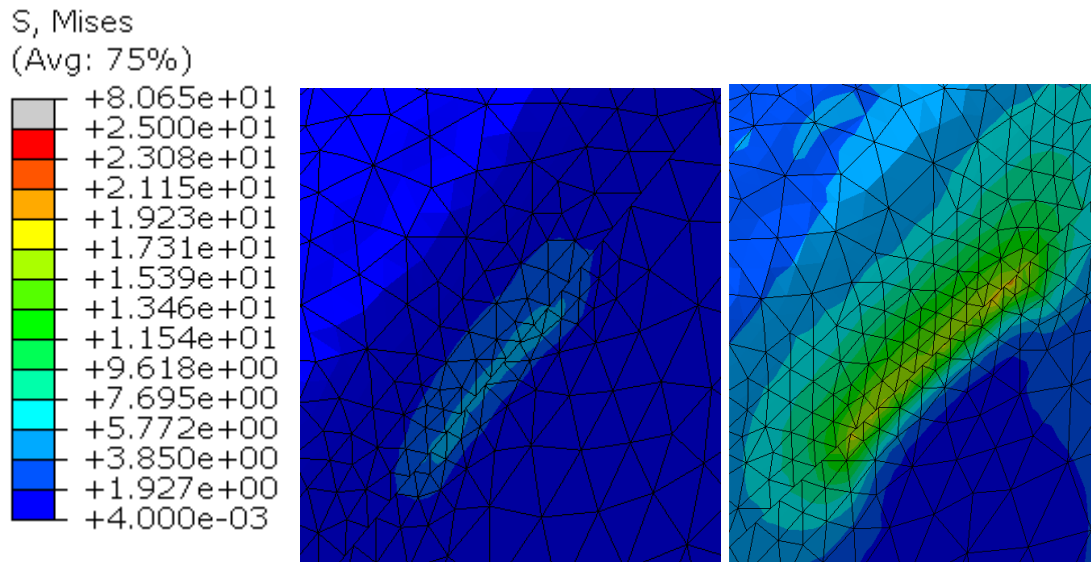 S, Mises
(Avg: 75%)
+8.065e+01
+2.500e+01
+2.308e+01
+2.115e+01
+1.923e+01
+1.731e+01
+1.539e+01
+1.346e+01
+1.154e+01
+9.618e+00
+7.695e+00
+5.772e+00
+3.850e+00
+1.927e+00
+4.000e-03